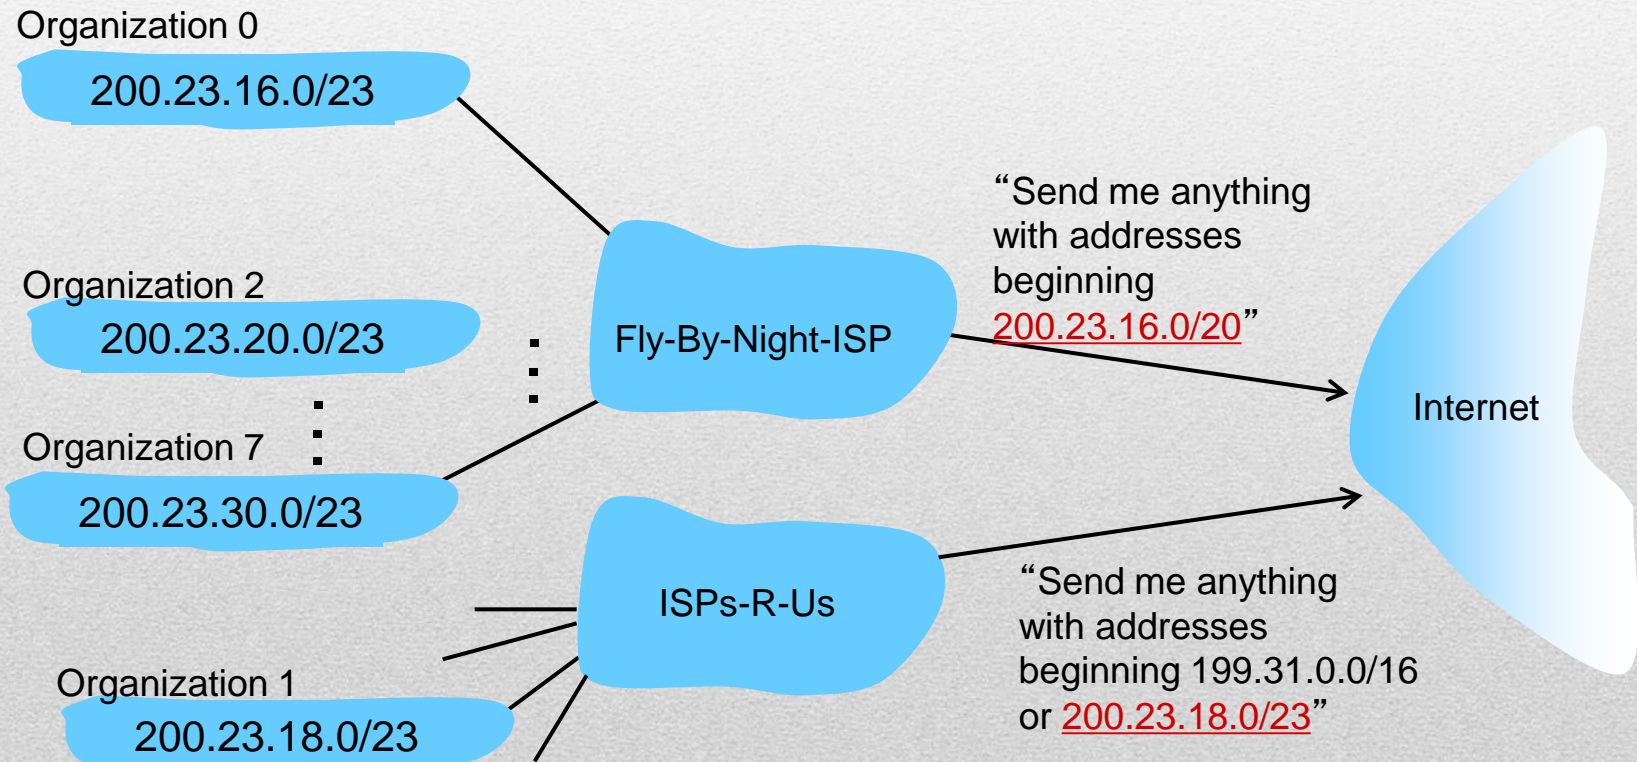 Organization 0
200.23.16.0/23
Organization 2
200.23.20.0/23
Organization 7
200.23.30.0/23
Organization 1
200.23.18.0/23
Fly-By-Night-ISP
ISPs-R-Us
“Send me anything
with addresses
beginning
200.23.16.0/20”
“Send me anything
with addresses
beginning 199.31.0.0/16
or 200.23.18.0/23”
Internet